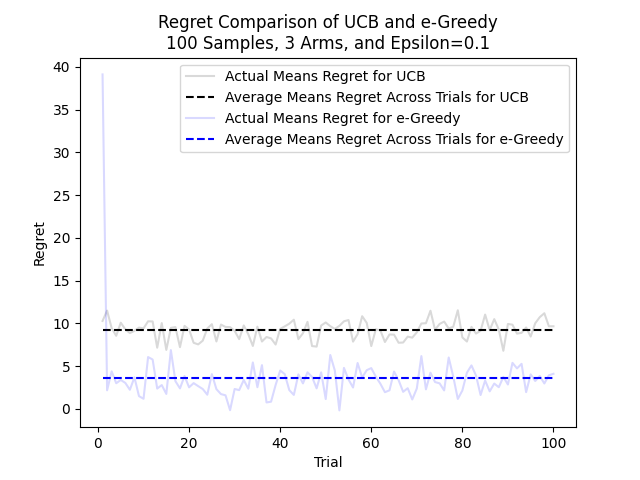 Regret Comparison of UCB and e-Greedy
100 Samples, 3 Arms, and Epsilon=0.1
Actual Means Regret for UCB
Average Means Regret Across Trials for UCB
Actual Means Regret for e-Greedy
Average Means Regret Across Trials for e-Greedy
Regret
40
35
30
25
20
15
10
5
0
0 20 40 60 80 100
Trial